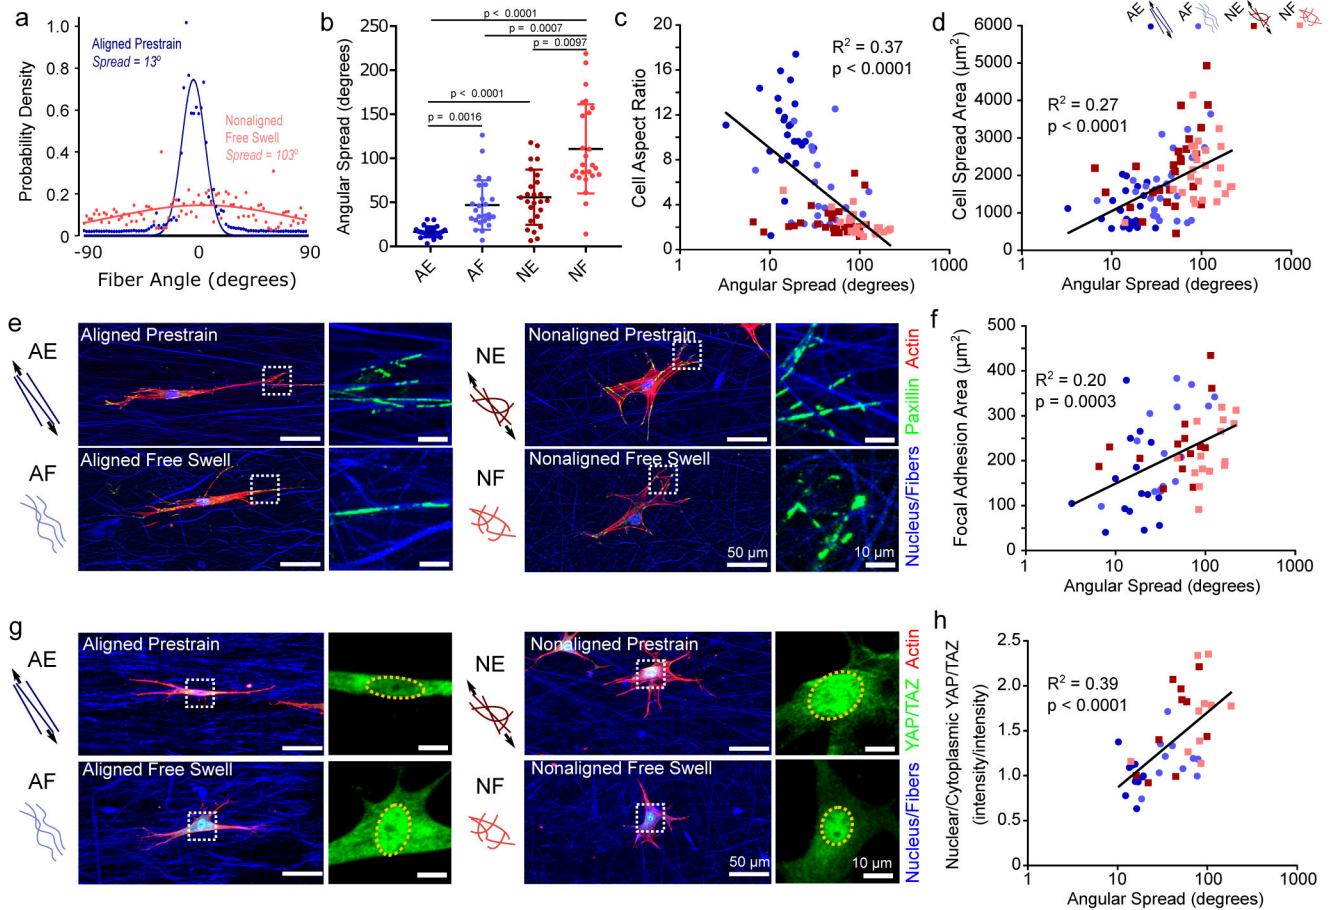 a
Aligned Prestrain
Spread = 13º
Nonaligned
Free Swell
Spread = 103º
Probability Density
1
0.8
0.6
0.4
0.2
0
-90
0
90
Fiber Angle (degrees)
b
p < 0.0001
p = 0.0007
p = 0.0097
p < 0.0001
p = 0.0016
Angular Spread (degrees)
250
200
150
100
50
0
AE
AF
NE
NF
c
R² = 0.37
p < 0.0001
Cell Aspect Ratio
20
16
12
8
4
0
1
10
100
1000
Angular Spread (degrees)
d
AE
AF
NE
NF
R² = 0.27
p < 0.0001
Cell Spread Area (µm²)
6000
5000
4000
3000
2000
1000
0
1
10
100
1000
Angular Spread (degrees)
e
AE
Aligned Prestrain
NE
Nonaligned Prestrain
AF
Aligned Free Swell
NF
Nonaligned Free Swell
50 µm
10 µm
Nucleus/Fibers Paxillin Actin
f
R² = 0.20
p = 0.0003
Focal Adhesion Area (µm²)
500
400
300
200
100
0
1
10
100
1000
Angular Spread (degrees)
g
AE
Aligned Prestrain
NE
Nonaligned Prestrain
AF
Aligned Free Swell
NF
Nonaligned Free Swell
50 µm
10 µm
Nucleus/Fibers YAP/TAZ Actin
h
R² = 0.39
p < 0.0001
Nuclear/Cytoplasmic YAP/TAZ
(intensity/intensity)
2.5
2.0
1.5
1.0
0.5
0
1
10
100
1000
Angular Spread (degrees)